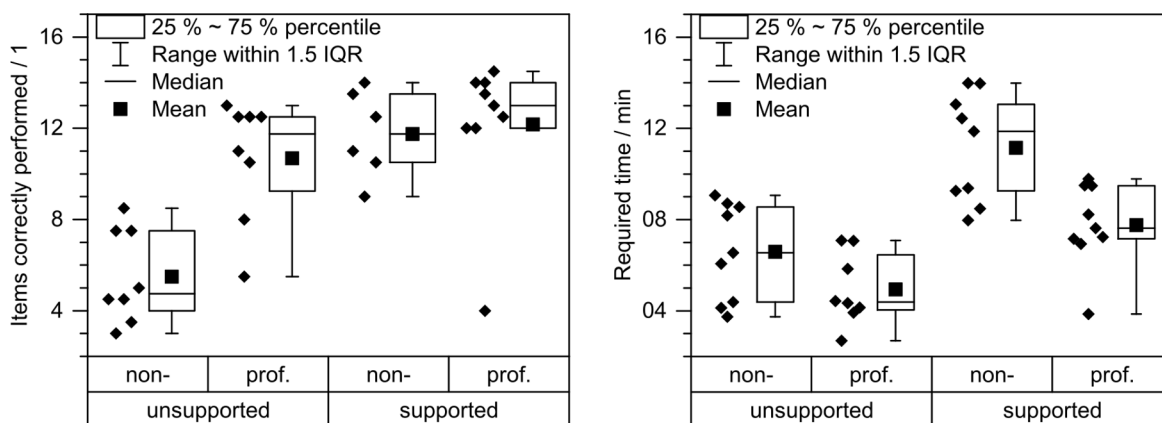 Items correctly performed / 1
16
12
8
4
25 % ~ 75 % percentile
Range within 1.5 IQR
Median
Mean
non-
prof.
non-
prof.
unsupported
supported
Required time / min
16
12
08
04
25 % ~ 75 % percentile
Range within 1.5 IQR
Median
Mean
non-
prof.
non-
prof.
unsupported
supported